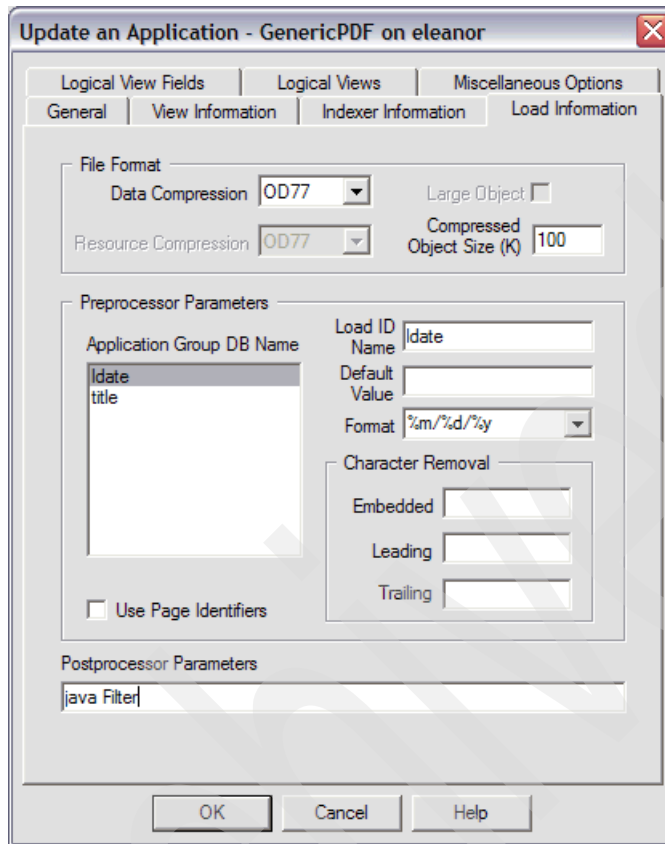 Update an Application - GenericPDF on eleanor
Logical View Fields Logical Views Miscellaneous Options
General View Information Indexer Information Load Information
File Format
Data Compression OD77 Large Object
Resource Compression OD77 Compressed Object Size (K) 100
Preprocessor Parameters
Application Group DB Name
ldate
title
Load ID Name ldate
Default Value
Format %m/%d/%y
Character Removal
Embedded
Leading
Trailing
Use Page Identifiers
Postprocessor Parameters
java Filter
OK Cancel Help